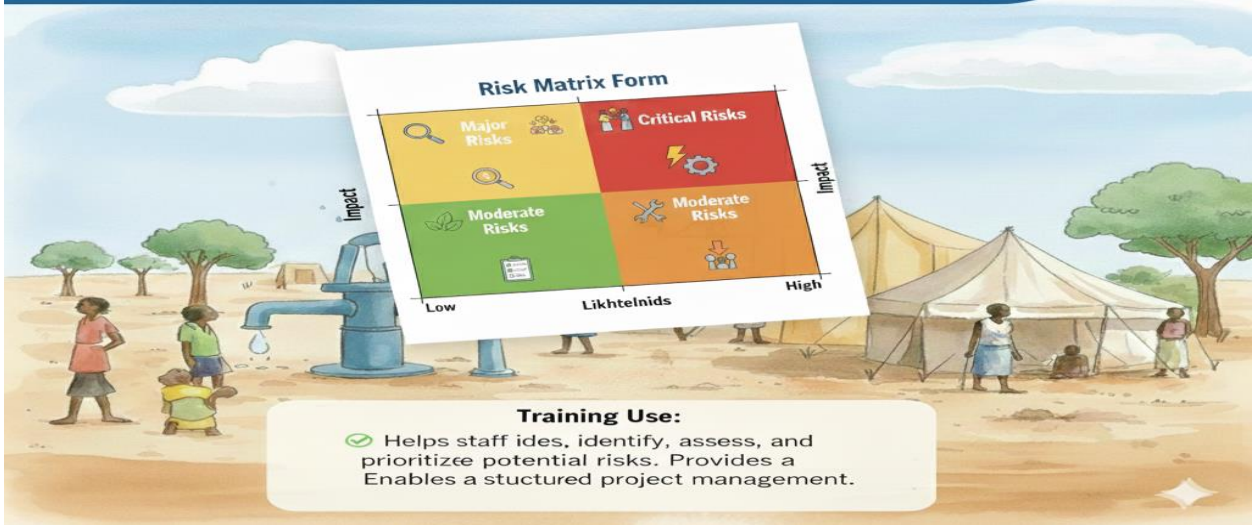 Risk Matrix Form
Major
Risks
Critical Risks
Impact
Impact
Moderate
Risks
Moderate
Risks
Low
Likhtelnids
High
Training Use:
Helps staff ides, identify, assess, and
prioritizce potential risks. Provides a
Enables a stuctured project management.